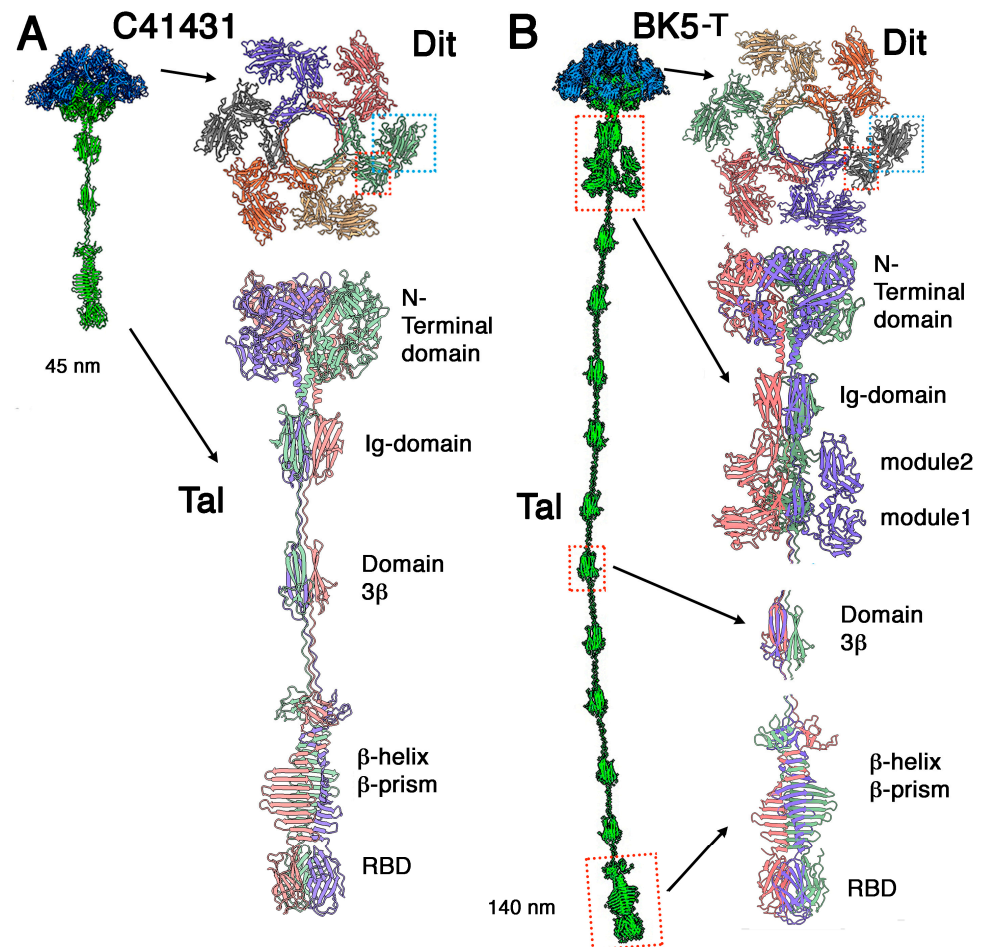 A
C41431
Dit
45 nm
N-
Terminal
domain
Ig-domain
Tal
Domain
3β
β-helix
β-prism
RBD
B
BK5-T
Dit
N-
Terminal
domain
Ig-domain
module2
module1
Tal
Domain
3β
β-helix
β-prism
RBD
140 nm